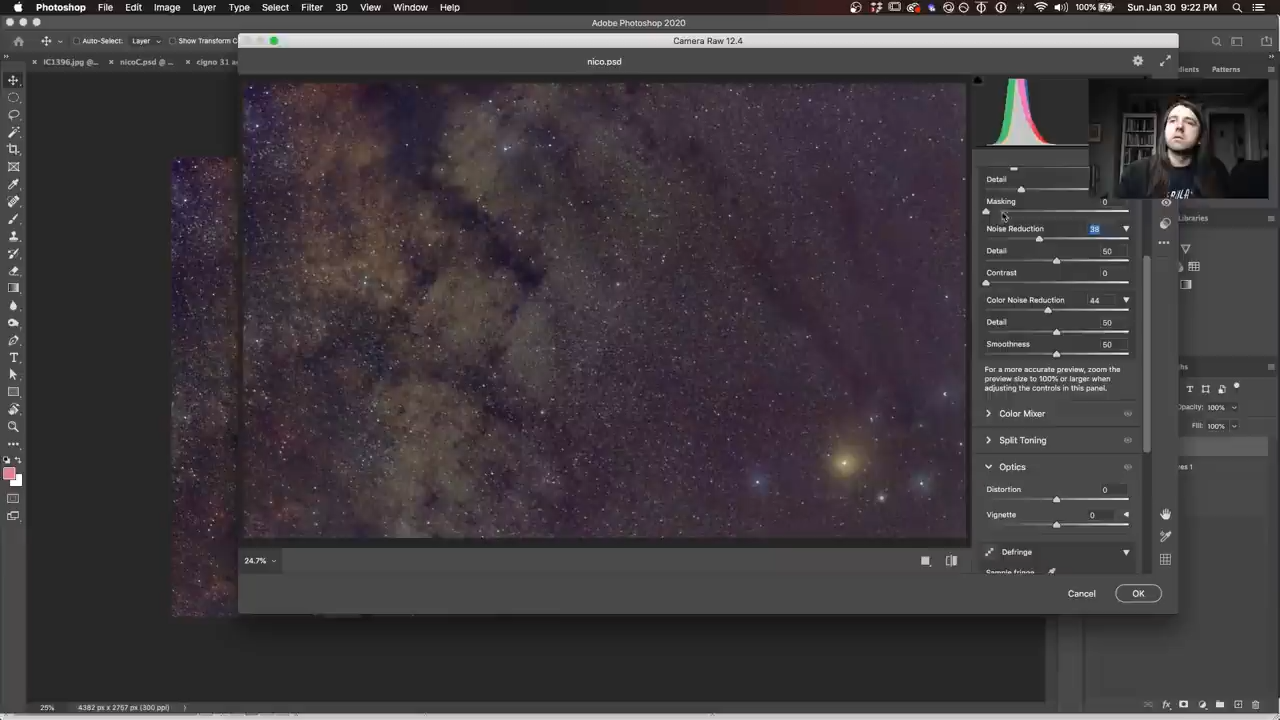 Photoshop File Edit Image Layer Type Select Filter 3D View Window Help 100% Sun Jan 30 9:22 PM
Adobe Photoshop 2020
Auto-Select: Layer Show Transform C
Camera Raw 12.4
IC1396.jpg @... nicoC.psd @ ... cigno 31 a
nico.psd
dients Patterns
Detail
Masking 0
Noise Reduction 38
Detail 50
Contrast 0
Color Noise Reduction 44
Detail 50
Smoothness 50
For a more accurate preview, zoom the
preview size to 100% or larger when
adjusting the controls in this panel.
Color Mixer
Split Toning
Optics
Distortion 0
Vignette 0
Defringe
Sample fringe
Libraries
ths
Opacity: 100%
Fill: 100%
24.7%
Cancel OK
25% 4382 px x 2757 px (300 ppi)